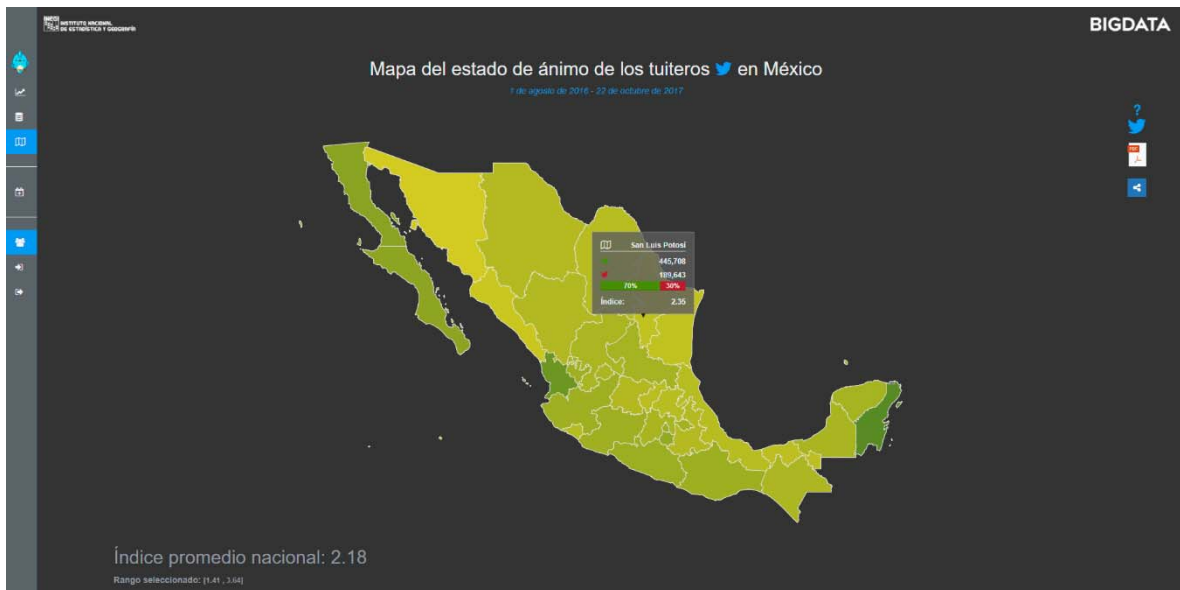 INEGI
INSTITUTO NACIONAL
DE ESTADÍSTICA Y GEOGRAFÍA
BIGDATA
Mapa del estado de ánimo de los tuiteros en México
1 de agosto de 2016 - 22 de octubre de 2017
?
PDF
San Luis Potosí
445,708
189,643
70% 30%
Índice: 2.35
Índice promedio nacional: 2.18
Rango seleccionado: [1.41 , 3.64]